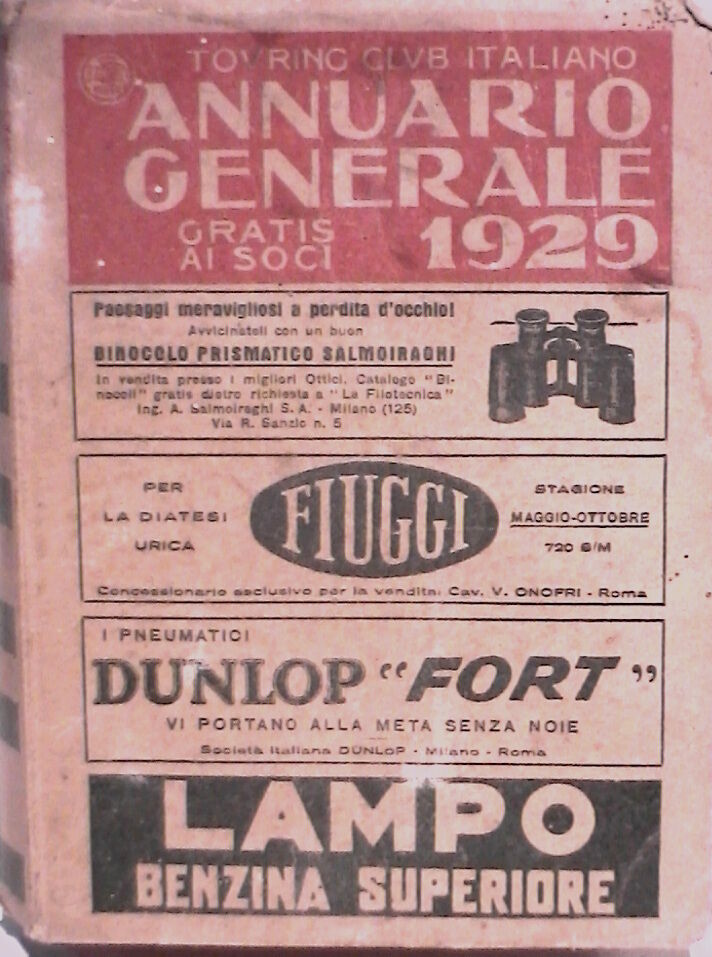 TOVRING CLVB ITALIANO
ANNUARIO
GENERALE
GRATIS
AI SOCI
1929
Paesaggi meravigliosi a perdita d'occhio!
Avvicinateli con un buon
BINOCOLO PRISMATICO SALMOIRAGHI
In vendita presso i migliori Ottici. Catalogo "Bi-
nocoli" gratis dietro richiesta a "La Filotecnica"
Ing. A. Salmoiraghi S. A. - Milano (125)
Via R. Sanzio n. 5
PER
LA DIATESI
URICA
FIUGGI
STAGIONE
MAGGIO-OTTOBRE
720 S/M
Concessionario esclusivo per la vendita: Cav. V. ONOFRI - Roma
I PNEUMATICI
DUNLOP “FORT”
VI PORTANO ALLA META SENZA NOIE
Società Italiana DUNLOP - Milano - Roma
LAMPO
BENZINA SUPERIORE